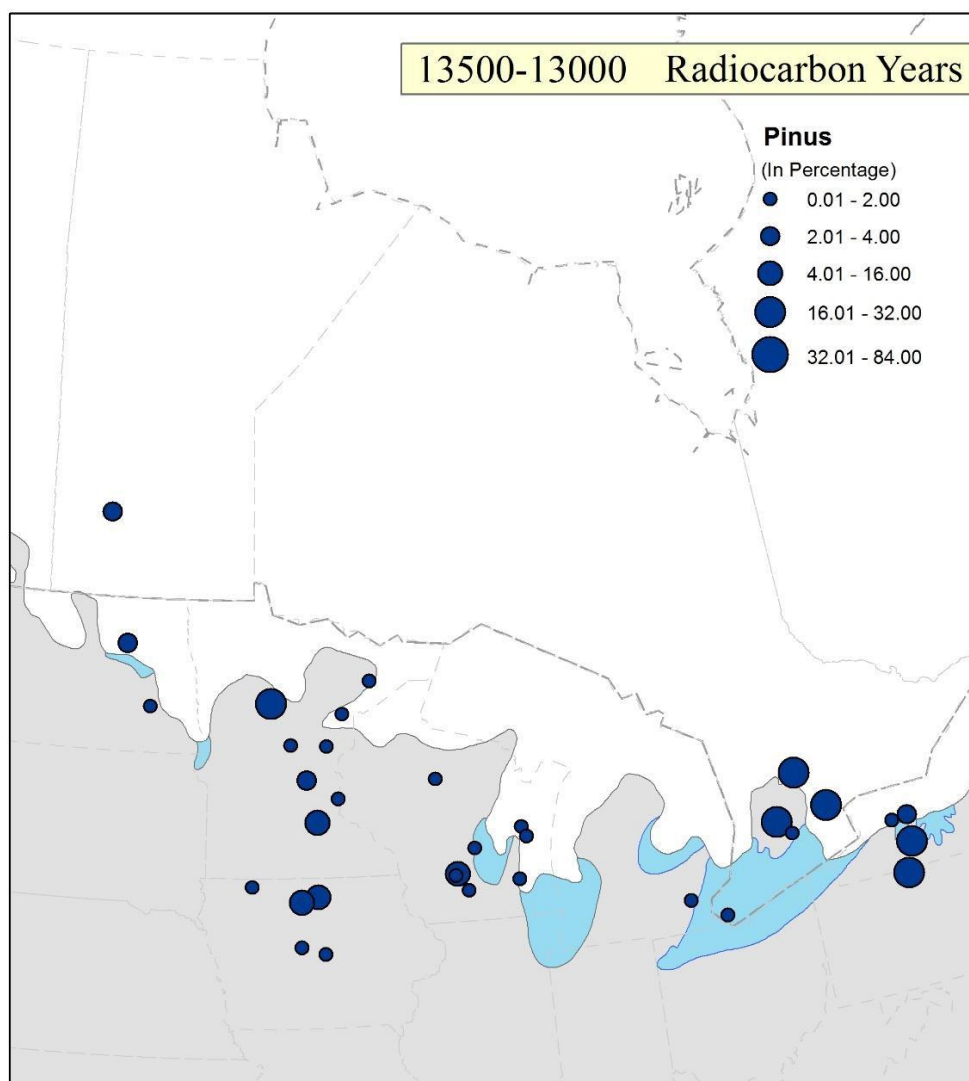 13500-13000 Radiocarbon Years
Pinus
(In Percentage)
0.01 - 2.00
2.01 - 4.00
4.01 - 16.00
16.01 - 32.00
32.01 - 84.00